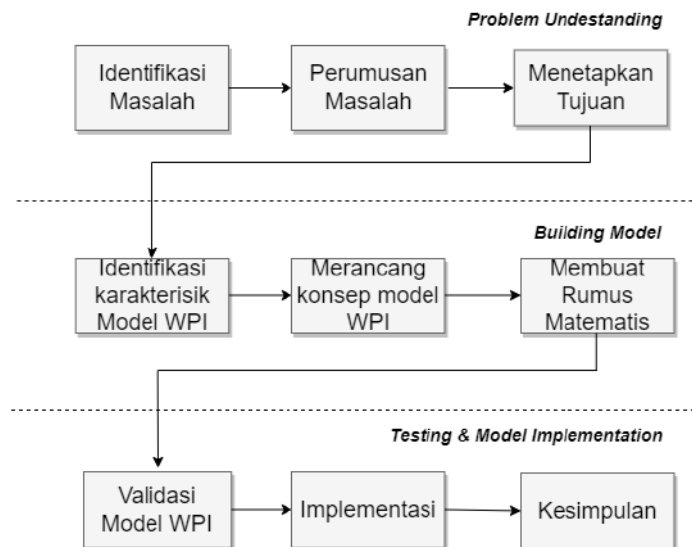 Problem Undestanding
Identifikasi
Masalah
Perumusan
Masalah
Menetapkan
Tujuan
Building Model
Identifikasi
karakterisik
Model WPI
Merancang
konsep model
WPI
Membuat
Rumus
Matematis
Testing & Model Implementation
Validasi
Model WPI
Implementasi
Kesimpulan